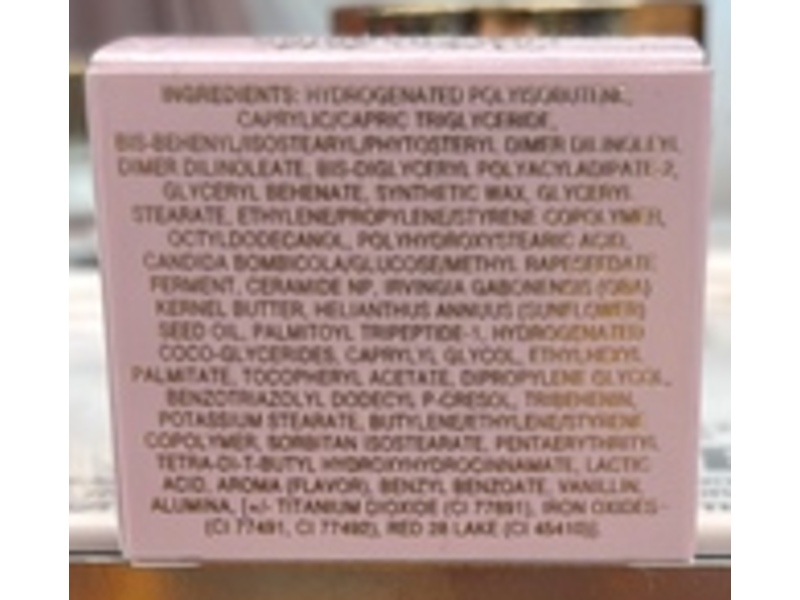 INGREDIENTS: HYDROGENATED POLYISOBUTENE,
CAPRYLIC/CAPRIC TRIGLYCERIDE,
BIS-BEHENYL/ISOSTEARYL/PHYTOSTERYL DIMER DILINOLEYL
DIMER DILINOLEATE, BIS-DIGLYCERYL POLYACYLADIPATE-2,
GLYCERYL BEHENATE, SYNTHETIC WAX, GLYCERYL
STEARATE, ETHYLENE/PROPYLENE/STYRENE COPOLYMER,
OCTYLDODECANOL, POLYHYDROXYSTEARIC ACID,
CANDIDA BOMBICOLA/GLUCOSE/METHYL RAPESEEDATE
FERMENT, CERAMIDE NP, IRVINGIA GABONENSIS (DIKA)
KERNEL BUTTER, HELIANTHUS ANNUUS (SUNFLOWER)
SEED OIL, PALMITOYL TRIPEPTIDE-1, HYDROGENATED
COCO-GLYCERIDES, CAPRYLYL GLYCOL, ETHYLHEXYL
PALMITATE, TOCOPHERYL ACETATE, DIPROPYLENE GLYCOL,
BENZOTRIAZOLYL DODECYL P-CRESOL, TRIBEHENIN,
POTASSIUM STEARATE, BUTYLENE/ETHYLENE/STYRENE
COPOLYMER, SORBITAN ISOSTEARATE, PENTAERYTHRITYL
TETRA-DI-T-BUTYL HYDROXYHYDROCINNAMATE, LACTIC
ACID, AROMA (FLAVOR), BENZYL BENZOATE, VANILLIN,
ALUMINA, [+/- TITANIUM DIOXIDE (CI 77891), IRON OXIDES
(CI 77491, CI 77492), RED 28 LAKE (CI 45410)].